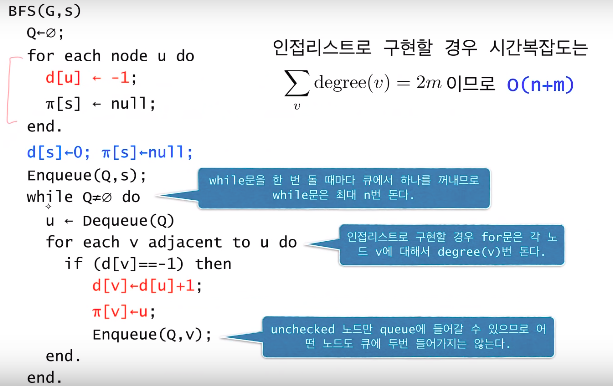 BFS(G,s)
Q←∅;
for each node u do
d[u] ← -1;
π[s] ← null;
end.
d[s]←0; π[s]←null;
Enqueue(Q,s);
while Q≠∅ do
u ← Dequeue(Q)
for each v adjacent to u do
if (d[v]==-1) then
d[v]←d[u]+1;
π[v]←u;
Enqueue(Q,v);
end.
end.
인접리스트로 구현할 경우 시간복잡도는
∑ degree(v) = 2m 이므로 O(n+m)
v
while문을 한 번 돌 때마다 큐에서 하나를 꺼내므로
while문은 최대 n번 돈다.
인접리스트로 구현할 경우 for문은 각 노
드 v에 대해서 degree(v)번 돈다.
unchecked 노드만 queue에 들어갈 수 있으므로 어
떤 노드도 큐에 두번 들어가지는 않는다.